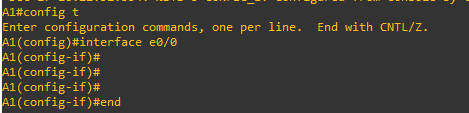 A1#config t
Enter configuration commands, one per line.  End with CNTL/Z.
A1(config)#interface e0/0
A1(config-if)#
A1(config-if)#
A1(config-if)#
A1(config-if)#end